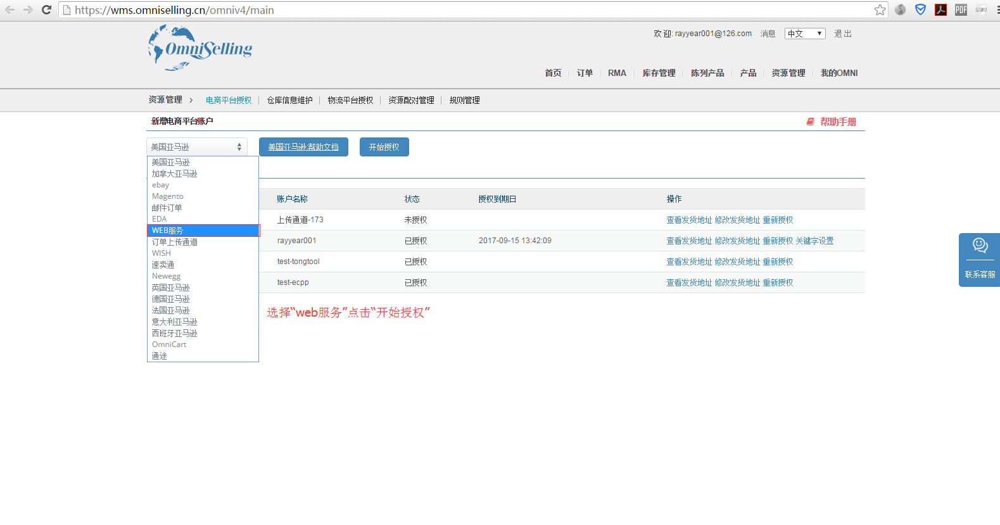 https://wms.omniselling.cn/omniv4/main
OmniSelling
欢 迎: rayyear001@126.com 消息 中文 退 出
首页 订单 RMA 库存管理 陈列产品 产品 资源管理 我的OMNI
资源管理 > 电商平台授权 仓库信息维护 物流平台授权 资源配对管理 规则管理
新增电商平台账户 帮助手册
美国亚马逊 美国亚马逊:帮助文档 开始授权
美国亚马逊
加拿大亚马逊
ebay
Magento
邮件订单
EDA
WEB服务
订单上传通道
WISH
速卖通
Newegg
英国亚马逊
德国亚马逊
法国亚马逊
意大利亚马逊
西班牙亚马逊
OmniCart
通途
账户名称 状态 授权到期日 操作
上传通道-173 未授权 查看发货地址 修改发货地址 重新授权
rayyear001 已授权 2017-09-15 13:42:09 查看发货地址 修改发货地址 重新授权 关键字设置
test-tongtool 已授权 查看发货地址 修改发货地址 重新授权
test-ecpp 已授权 查看发货地址 修改发货地址 重新授权
选择“web服务”点击“开始授权”
联系客服
PDF